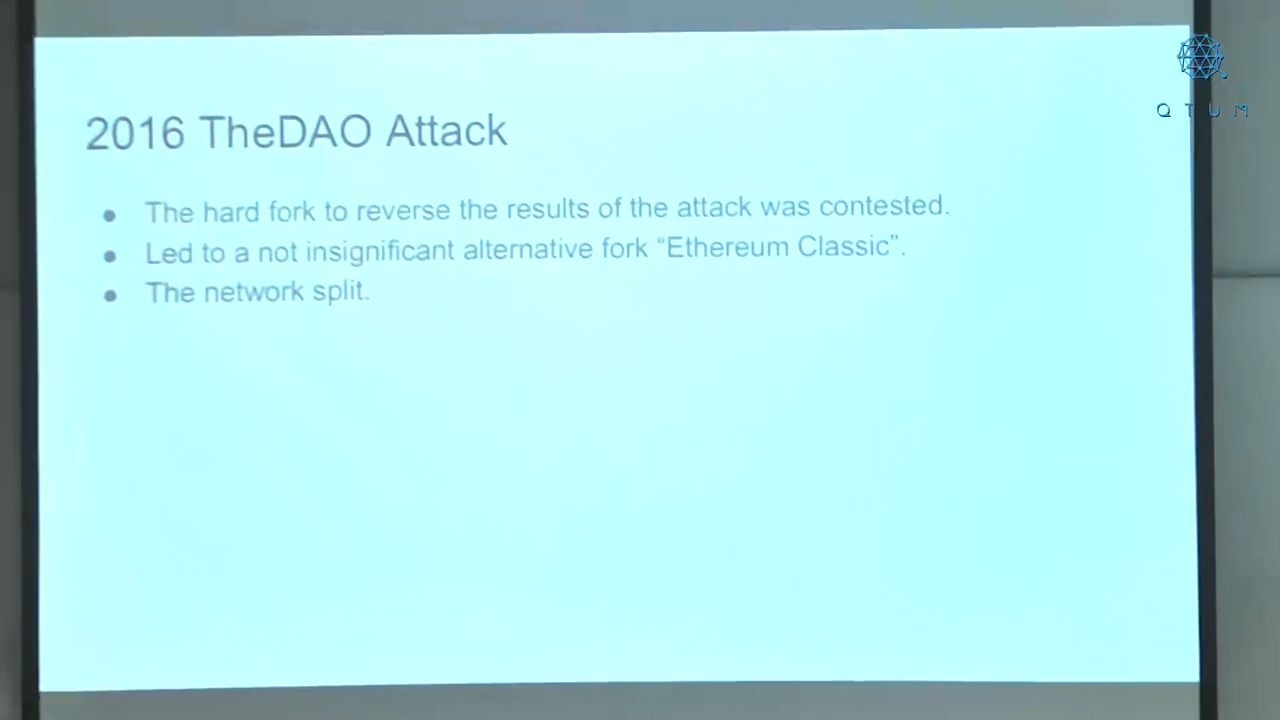 QTUM
2016 TheDAO Attack
● The hard fork to reverse the results of the attack was contested.
● Led to a not insignificant alternative fork “Ethereum Classic”.
● The network split.